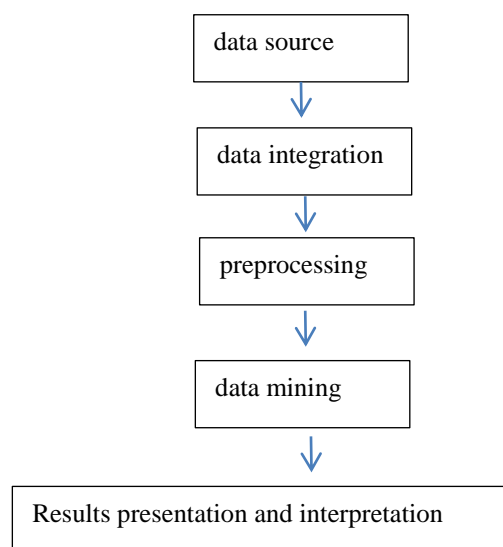 data source
data integration
preprocessing
data mining
Results presentation and interpretation